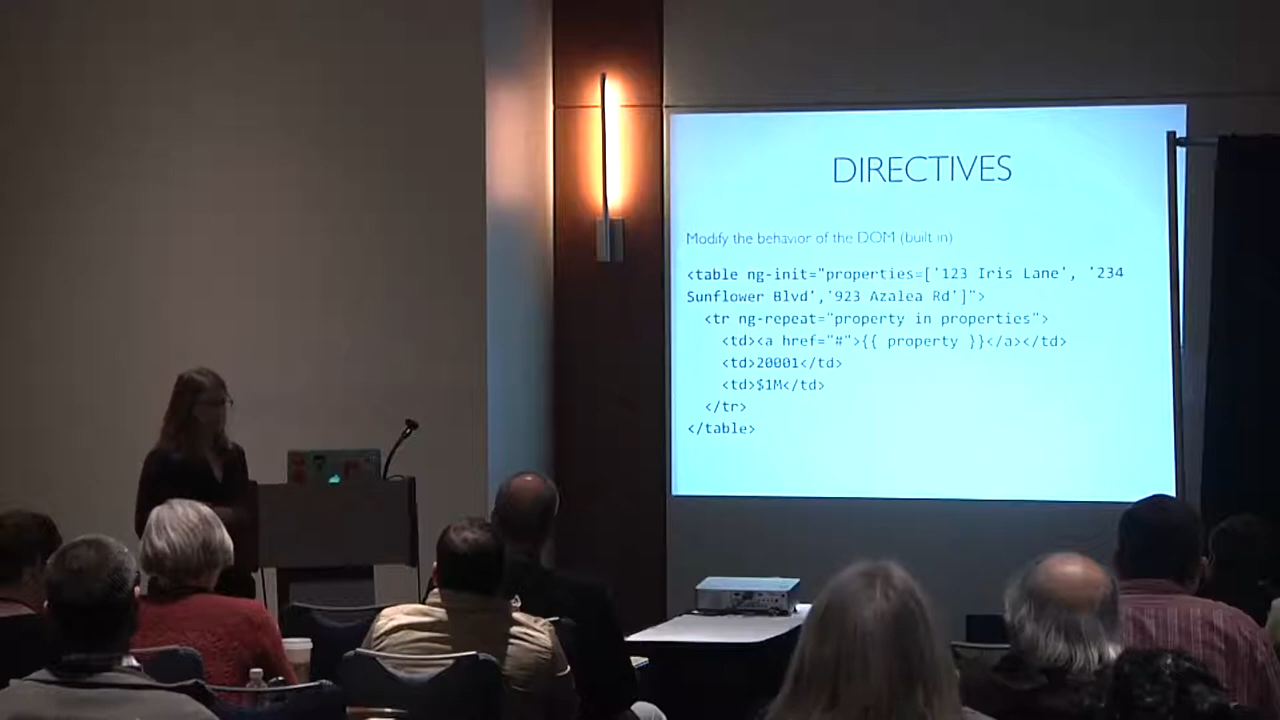 DIRECTIVES
Modify the behavior of the DOM (built in)
<table ng-init="properties=['123 Iris Lane', '234
Sunflower Blvd','923 Azalea Rd']">
<tr ng-repeat="property in properties">
<td><a href="#">{{ property }}</a></td>
<td>20001</td>
<td>$1M</td>
</tr>
</table>